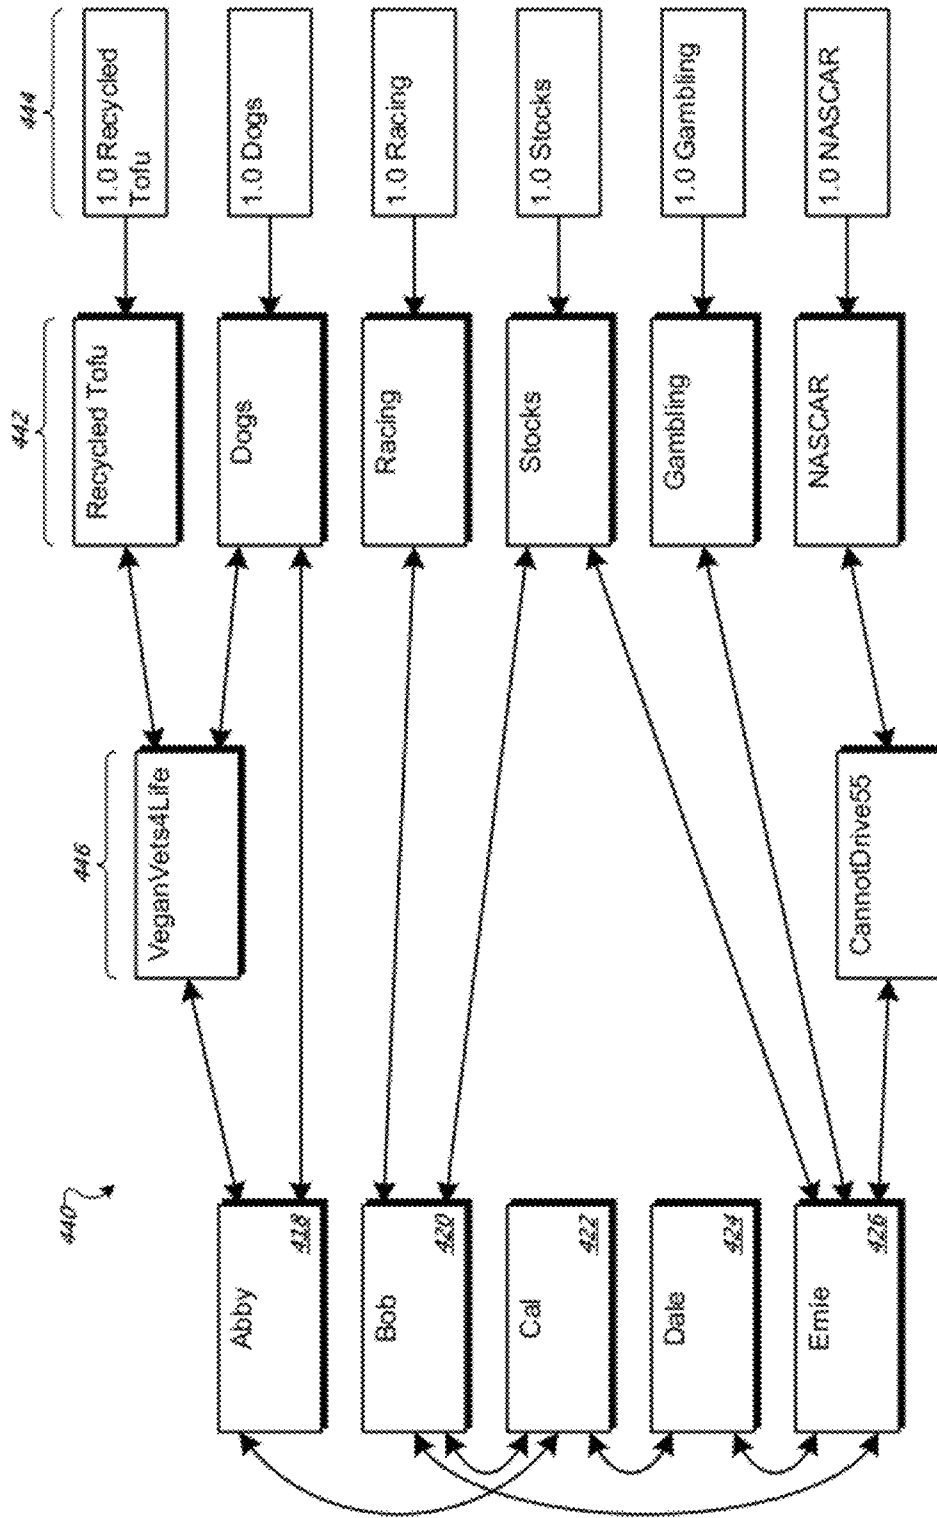 440
446
442
444
Abby
418
VeganVets4Life
Recycled Tofu
1.0 Recycled
Tofu
Dogs
1.0 Dogs
Bob
420
Racing
1.0 Racing
Cal
422
Stocks
1.0 Stocks
Dale
424
Gambling
1.0 Gambling
Ernie
426
CannotDrive55
NASCAR
1.0 NASCAR